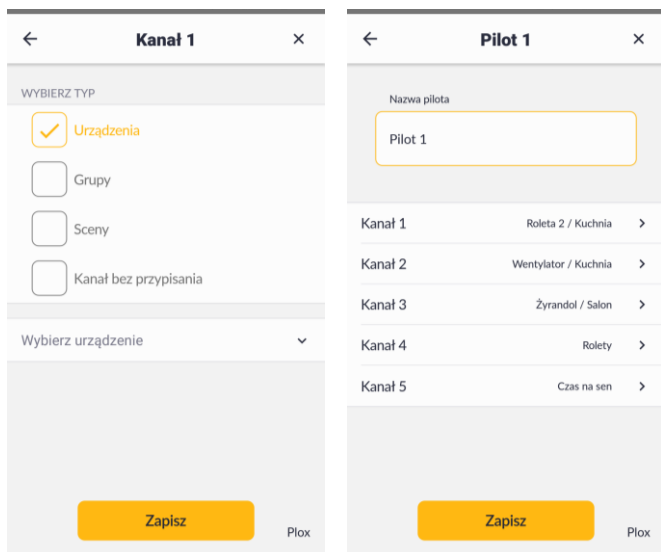 Kanał 1
WYBIERZ TYP
Urządzenia
Grupy
Sceny
Kanał bez przypisania
Wybierz urządzenie
Zapisz
Plox
Pilot 1
Nazwa pilota
Pilot 1
Kanał 1 Roleta 2 / Kuchnia
Kanał 2 Wentylator / Kuchnia
Kanał 3 Żyrandol / Salon
Kanał 4 Rolety
Kanał 5 Czas na sen
Zapisz
Plox